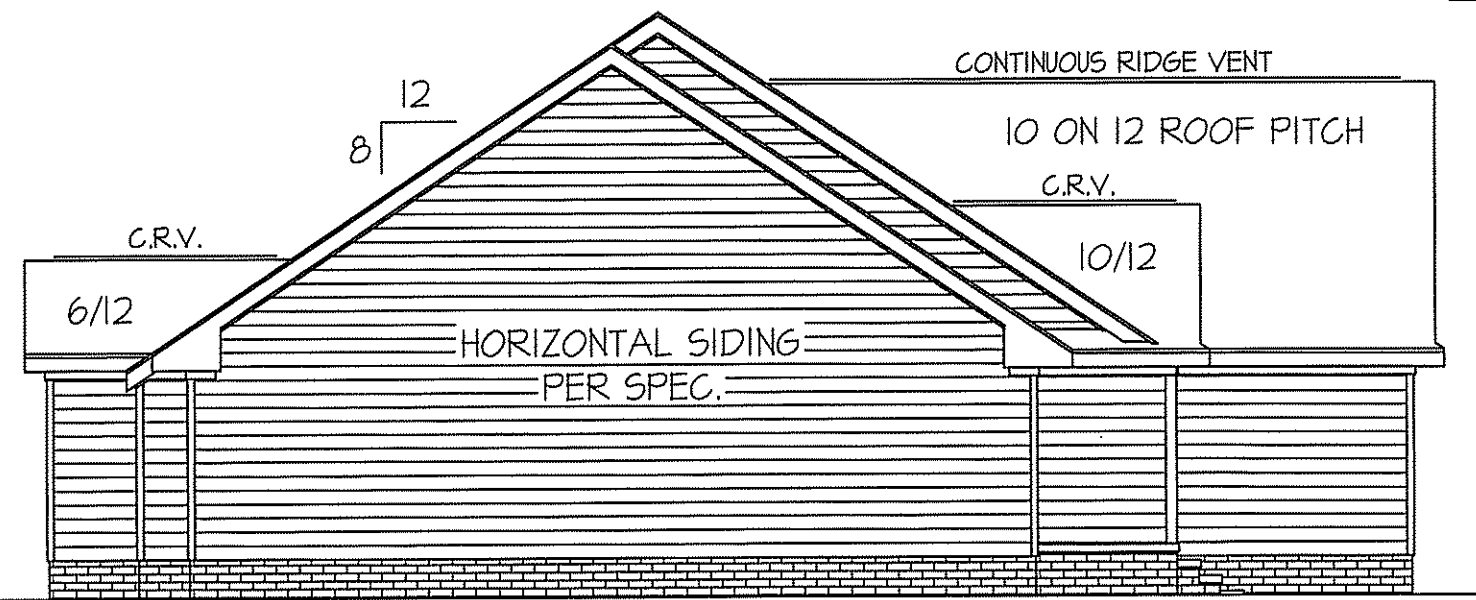 CONTINUOUS RIDGE VENT
12
8
10 ON 12 ROOF PITCH
C.R.V.
C.R.V.
10/12
6/12
HORIZONTAL SIDING
PER SPEC.